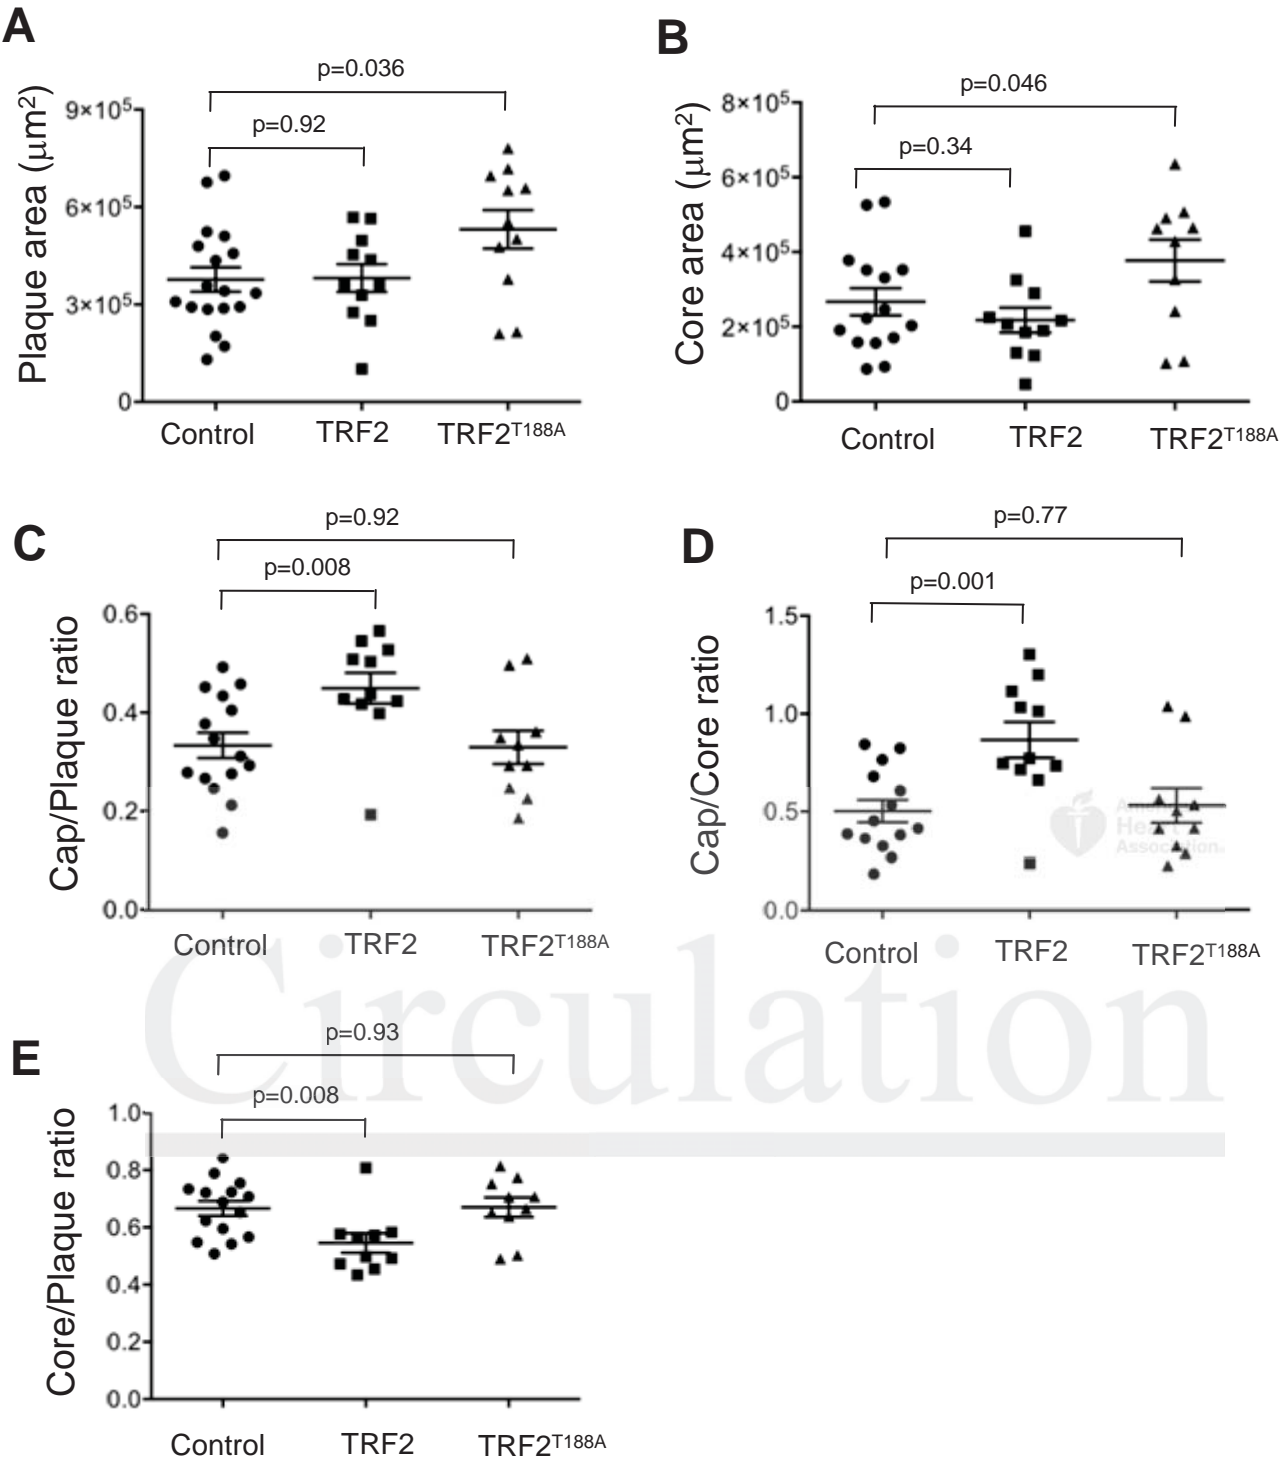 A
p=0.036
p=0.92
Plaque area (μm²)
9×10⁵
6×10⁵
3×10⁵
0
Control
TRF2
TRF2ᵀ¹⁸⁸ᴬ
B
p=0.046
p=0.34
Core area (μm²)
8×10⁵
6×10⁵
4×10⁵
2×10⁵
0
Control
TRF2
TRF2ᵀ¹⁸⁸ᴬ
C
p=0.92
p=0.008
Cap/Plaque ratio
0.6
0.4
0.2
0.0
Control
TRF2
TRF2ᵀ¹⁸⁸ᴬ
D
p=0.77
p=0.001
Cap/Core ratio
1.5
1.0
0.5
0.0
Heart
Association
Control
TRF2
TRF2ᵀ¹⁸⁸ᴬ
Circulation
E
p=0.93
p=0.008
Core/Plaque ratio
1.0
0.8
0.6
0.4
0.2
0.0
Control
TRF2
TRF2ᵀ¹⁸⁸ᴬ